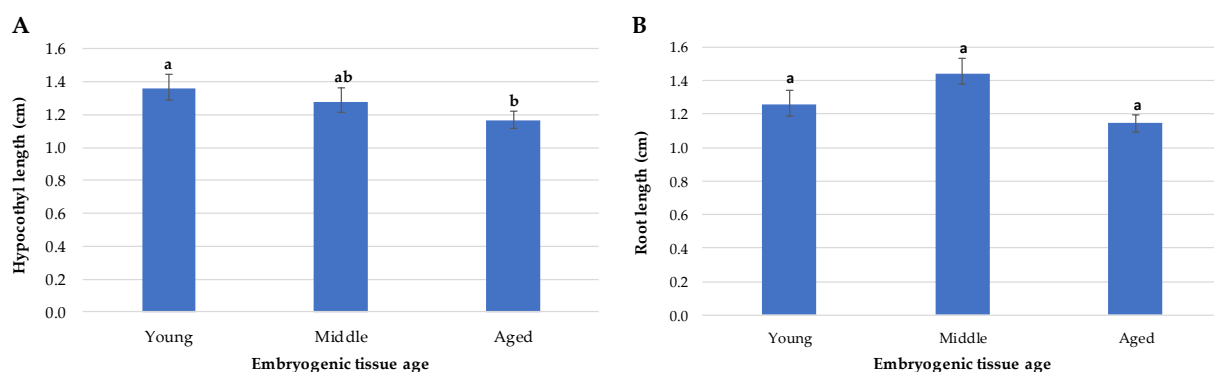 A
Hypocothyl length (cm)
1.6
1.4
1.2
1.0
0.8
0.6
0.4
0.2
0.0
a
ab
b
Young
Middle
Aged
Embryogenic tissue age
B
Root length (cm)
1.6
1.4
1.2
1.0
0.8
0.6
0.4
0.2
0.0
a
a
a
Young
Middle
Aged
Embryogenic tissue age